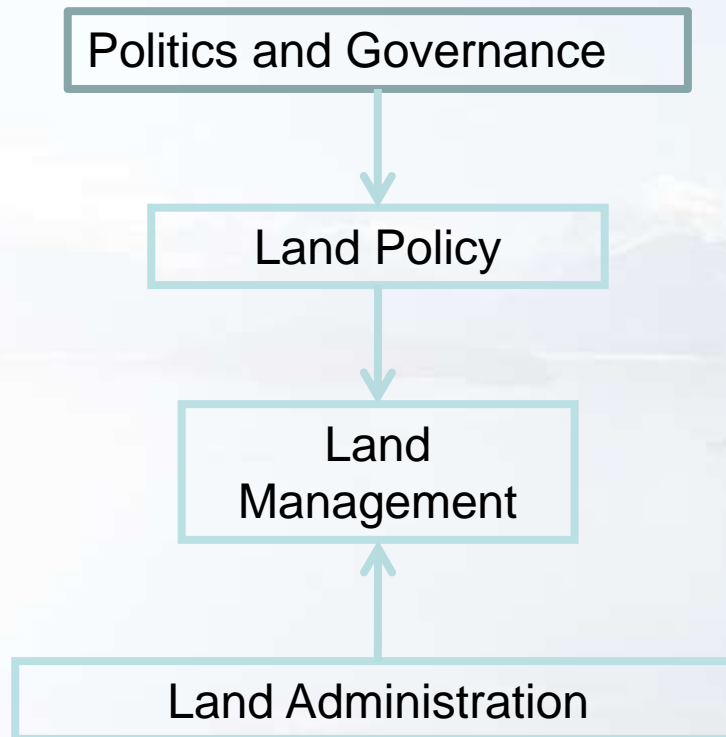 Politics and Governance
Land Policy
Land
Management
Land Administration